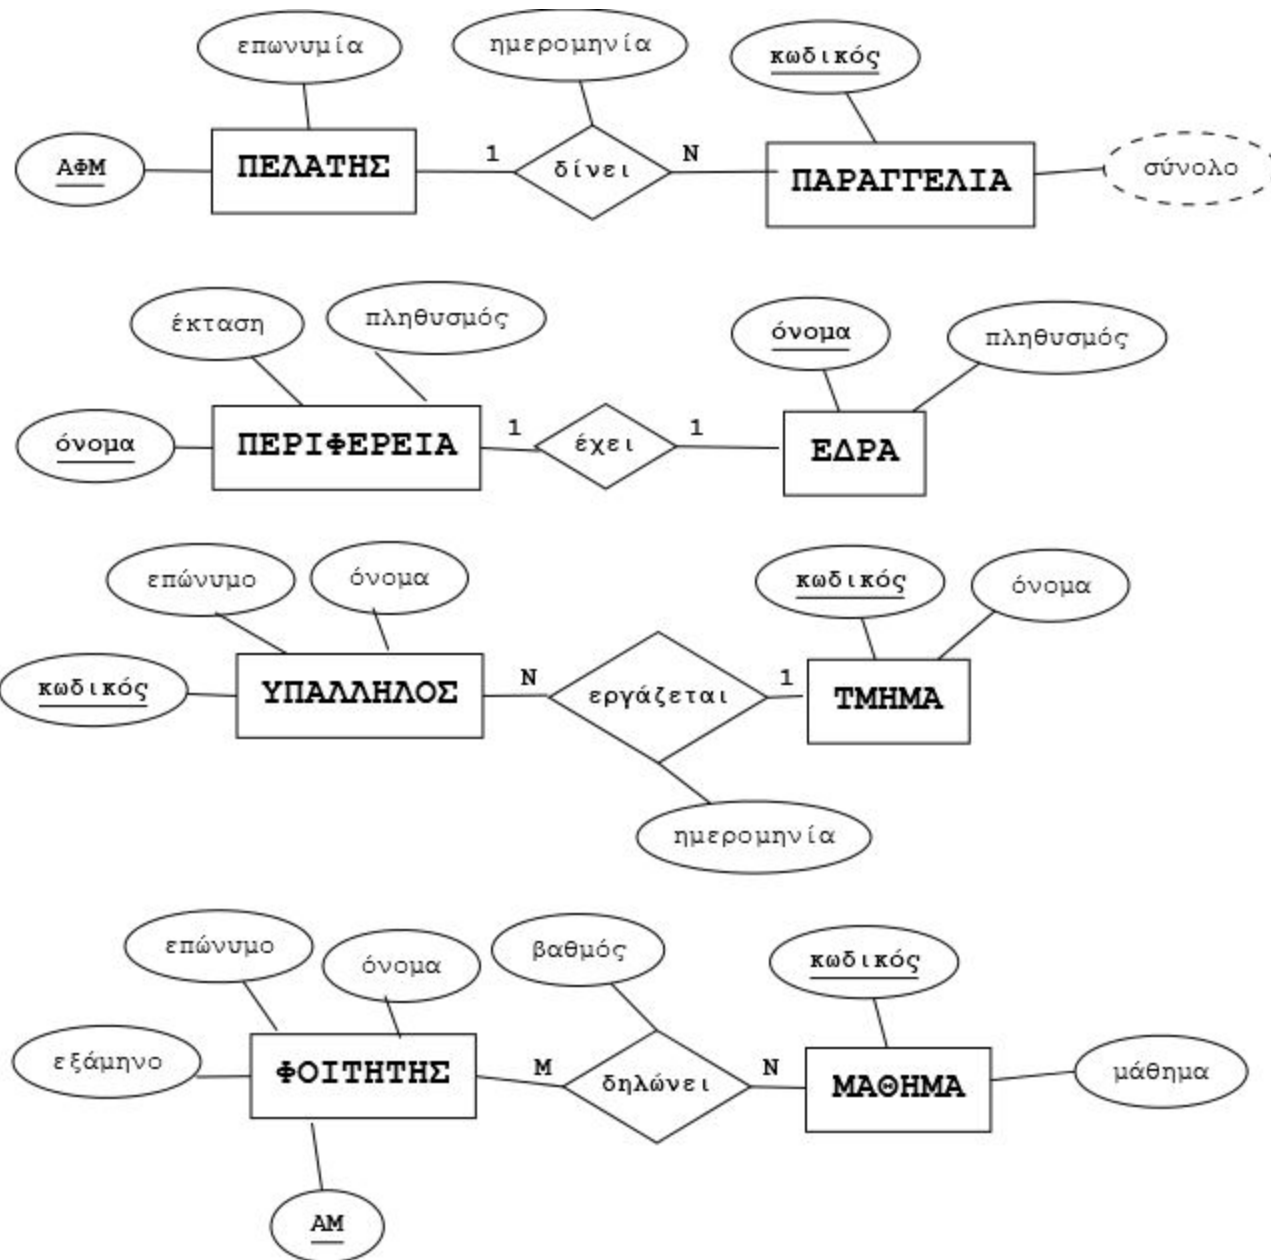 επωνυμία
ημερομηνία
κωδικός
ΑΦΜ
ΠΕΛΑΤΗΣ
1
δίνει
N
ΠΑΡΑΓΓΕΛΙΑ
σύνολο
έκταση
πληθυσμός
όνομα
πληθυσμός
όνομα
ΠΕΡΙΦΕΡΕΙΑ
1
έχει
1
ΕΔΡΑ
επώνυμο
όνομα
κωδικός
όνομα
κωδικός
ΥΠΑΛΛΗΛΟΣ
N
εργάζεται
1
ΤΜΗΜΑ
ημερομηνία
επώνυμο
όνομα
βαθμός
κωδικός
εξάμηνο
ΦΟΙΤΗΤΗΣ
M
δηλώνει
N
ΜΑΘΗΜΑ
μάθημα
ΑΜ